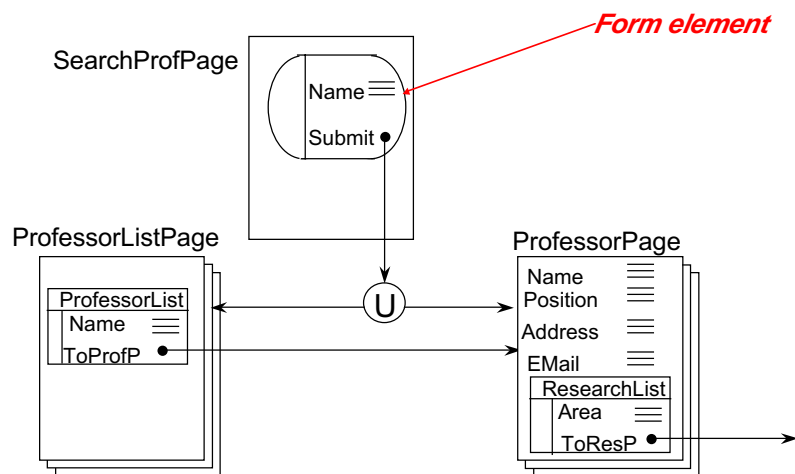 Form element
SearchProfPage
Name
Submit
ProfessorListPage
ProfessorList
Name
ToProfP
U
ProfessorPage
Name
Position
Address
EMail
ResearchList
Area
ToResP